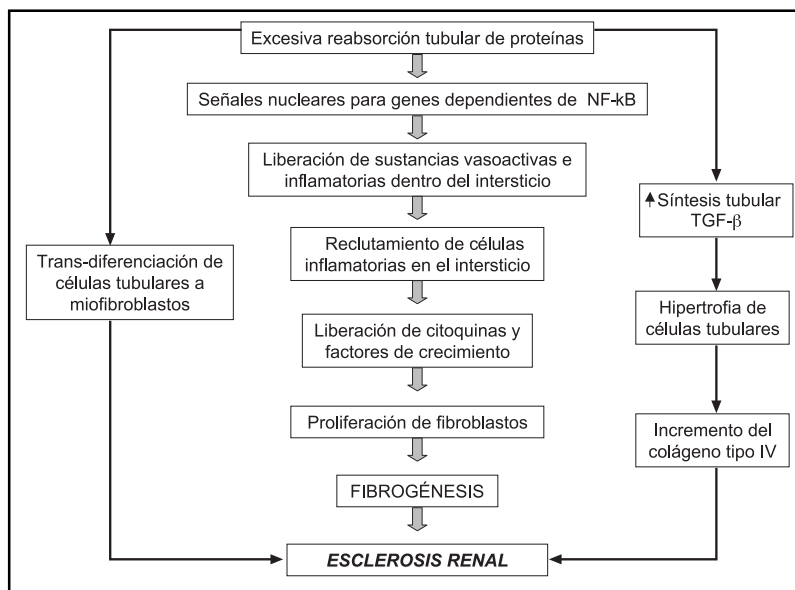 Excesiva reabsorción tubular de proteínas
Señales nucleares para genes dependientes de NF-kB
Liberación de sustancias vasoactivas e
inflamatorias dentro del intersticio
Reclutamiento de células
inflamatorias en el intersticio
Liberación de citoquinas y
factores de crecimiento
Proliferación de fibroblastos
FIBROGÉNESIS
Trans-diferenciación de
células tubulares a
miofibroblastos
Síntesis tubular
TGF-β
Hipertrofia de
células tubulares
Incremento del
colágeno tipo IV
ESCLEROSIS RENAL